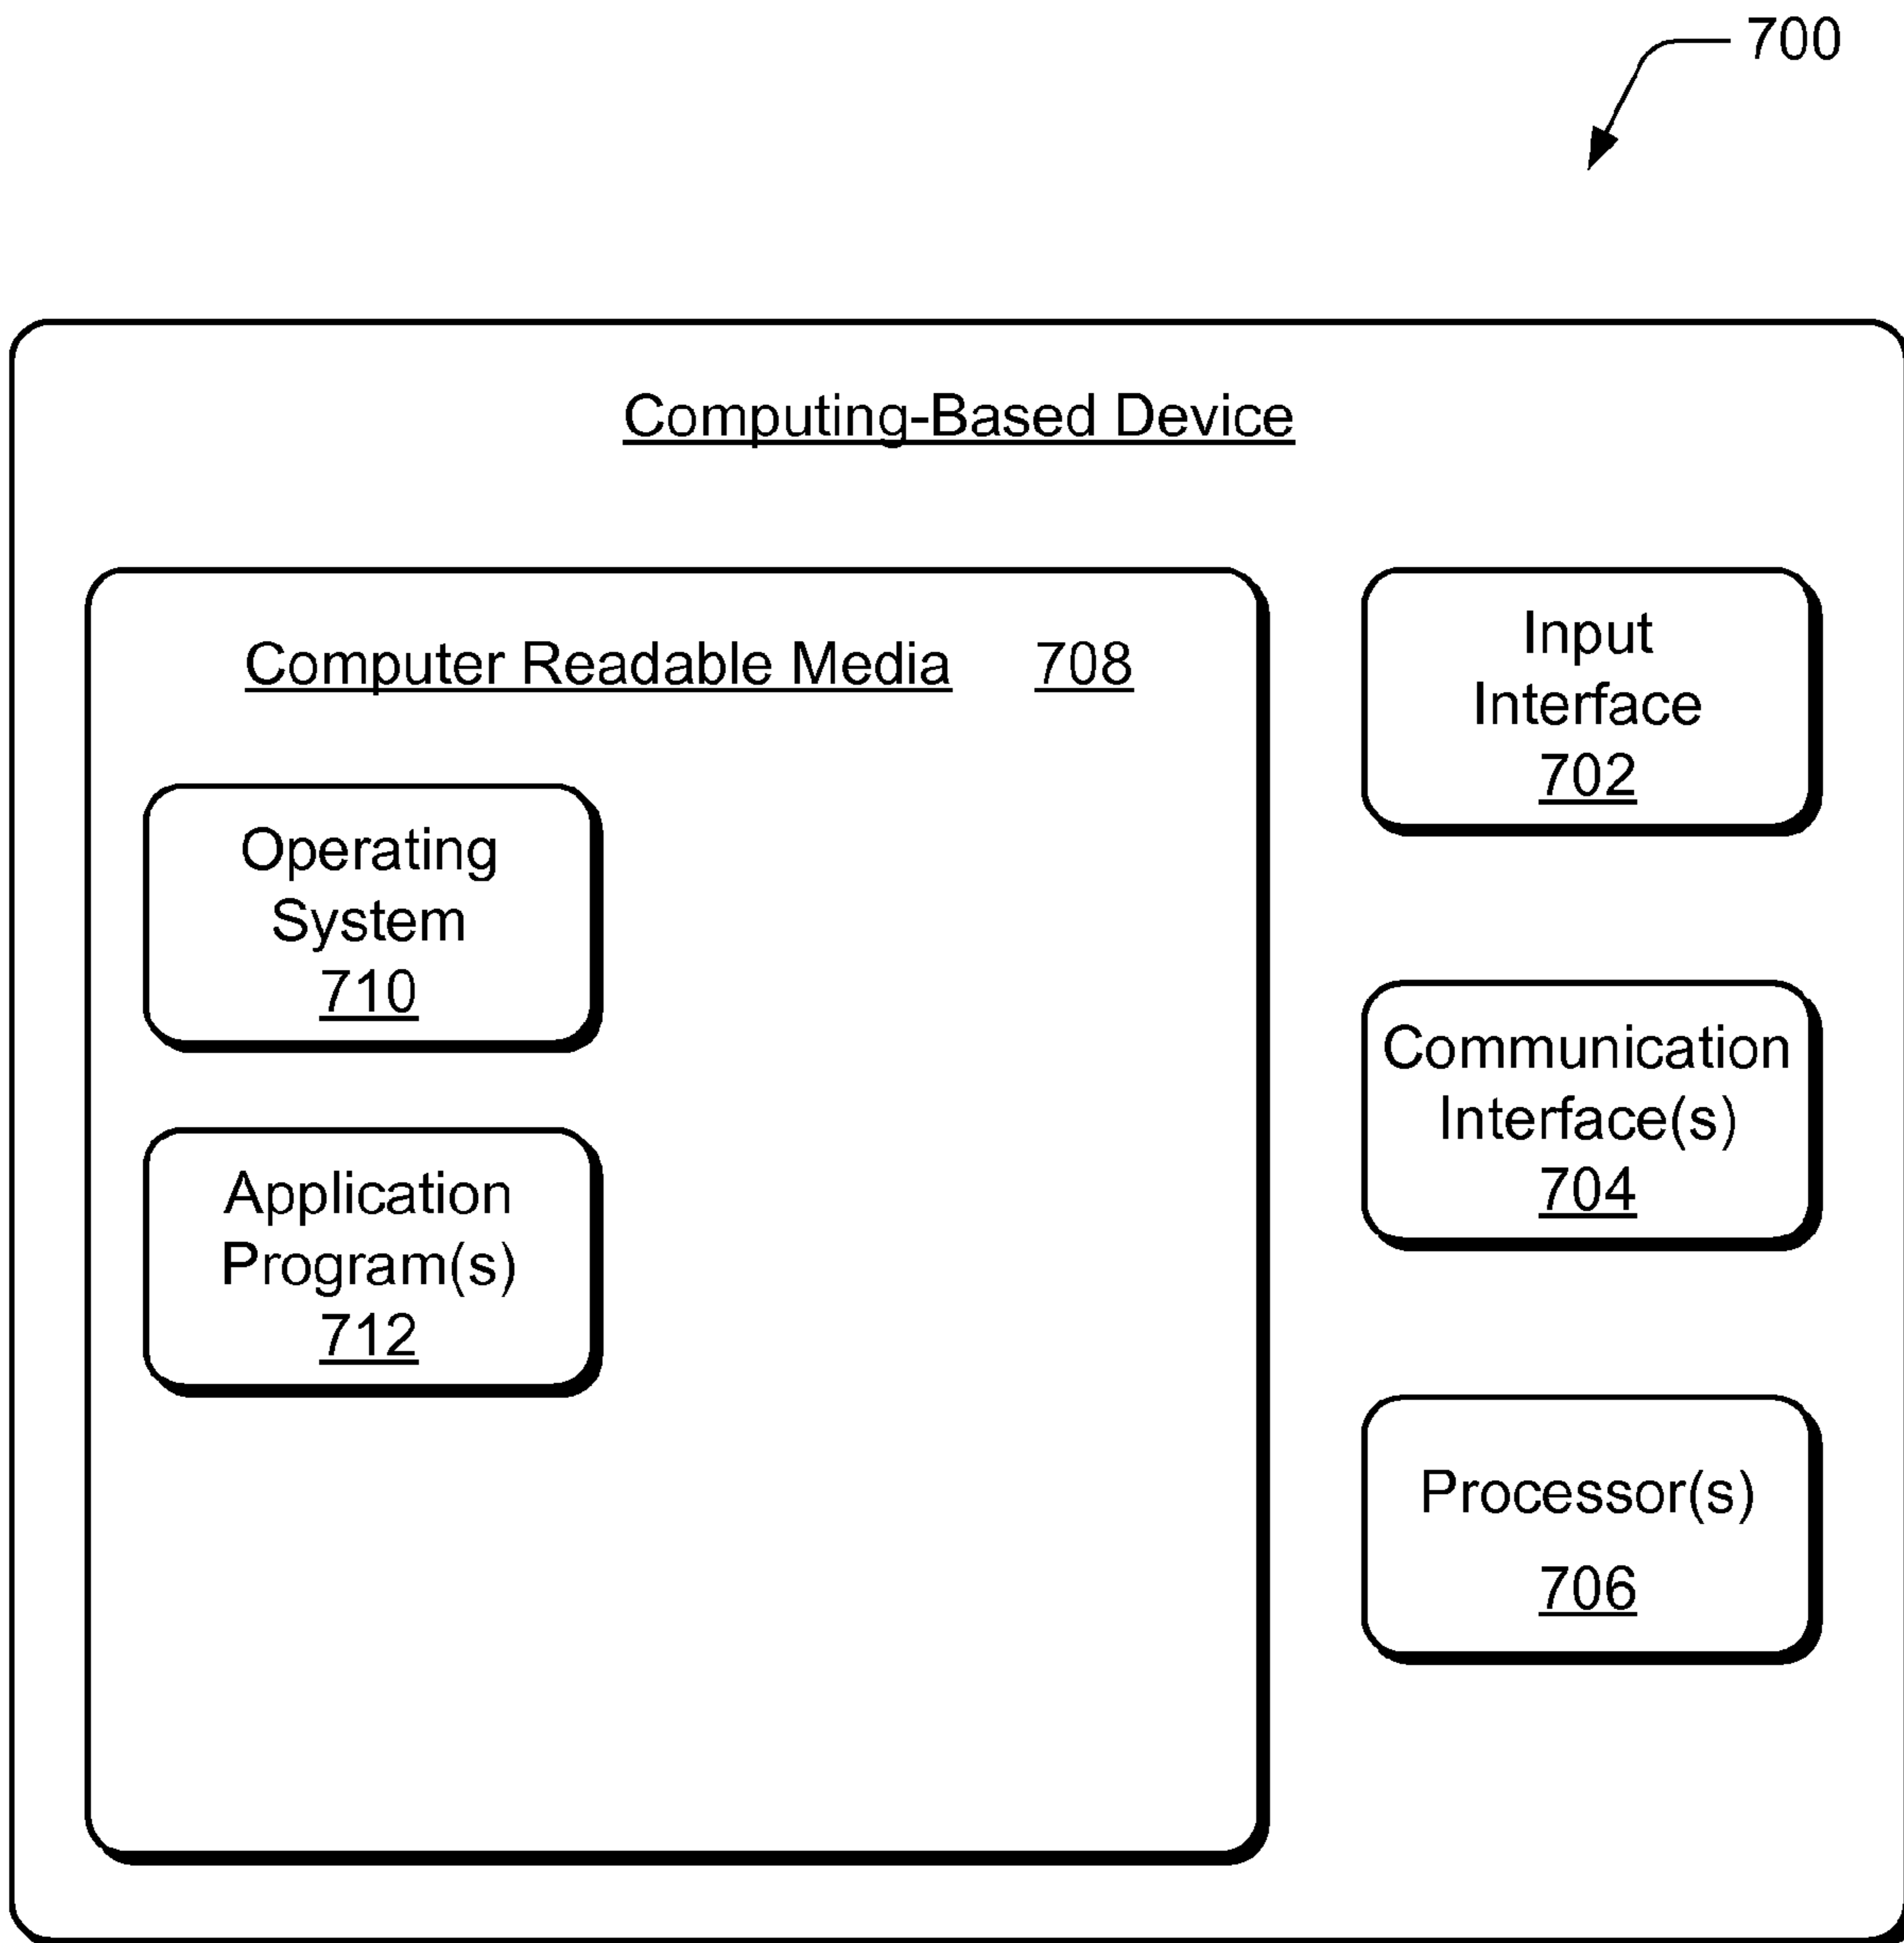 700
Computing-Based Device
Computer Readable Media 708
Operating
System
710
Application
Program(s)
712
Input
Interface
702
Communication
Interface(s)
704
Processor(s)
706